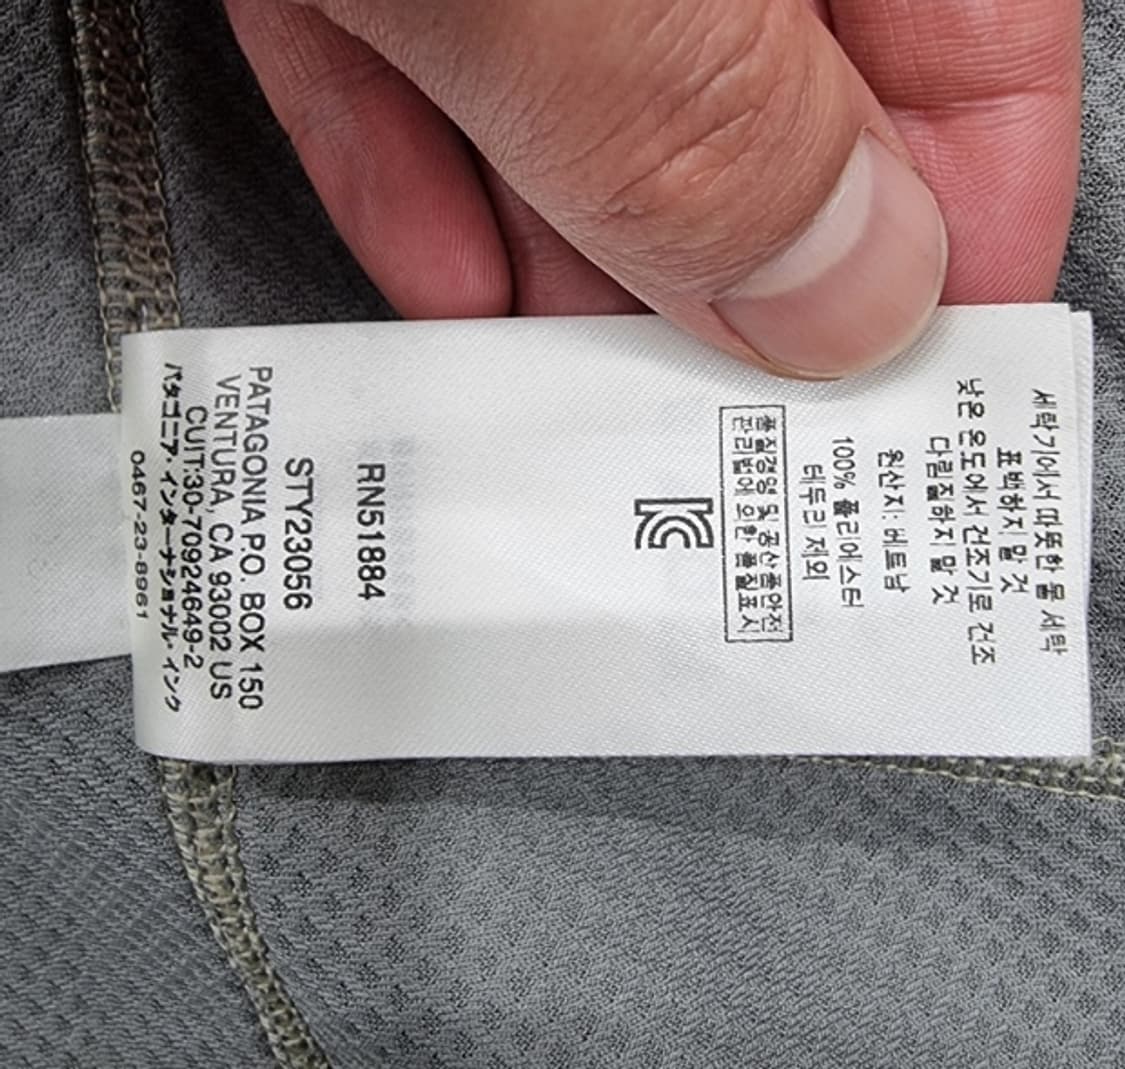 세탁기에서 따뜻한 물 세탁
표백하지 말 것
낮은 온도에서 건조기로 건조
다림질하지 말 것
원산지: 베트남
100% 폴리에스터
테두리 제외
품질경영 및 공산품안전
관리법에 의한 품질표시
RN51884
STY23056
PATAGONIA P.O. BOX 150
VENTURA, CA 93002 US
CUIT:30-70924649-2
パタゴニア・インターナショナル・インク
0467-23-8961